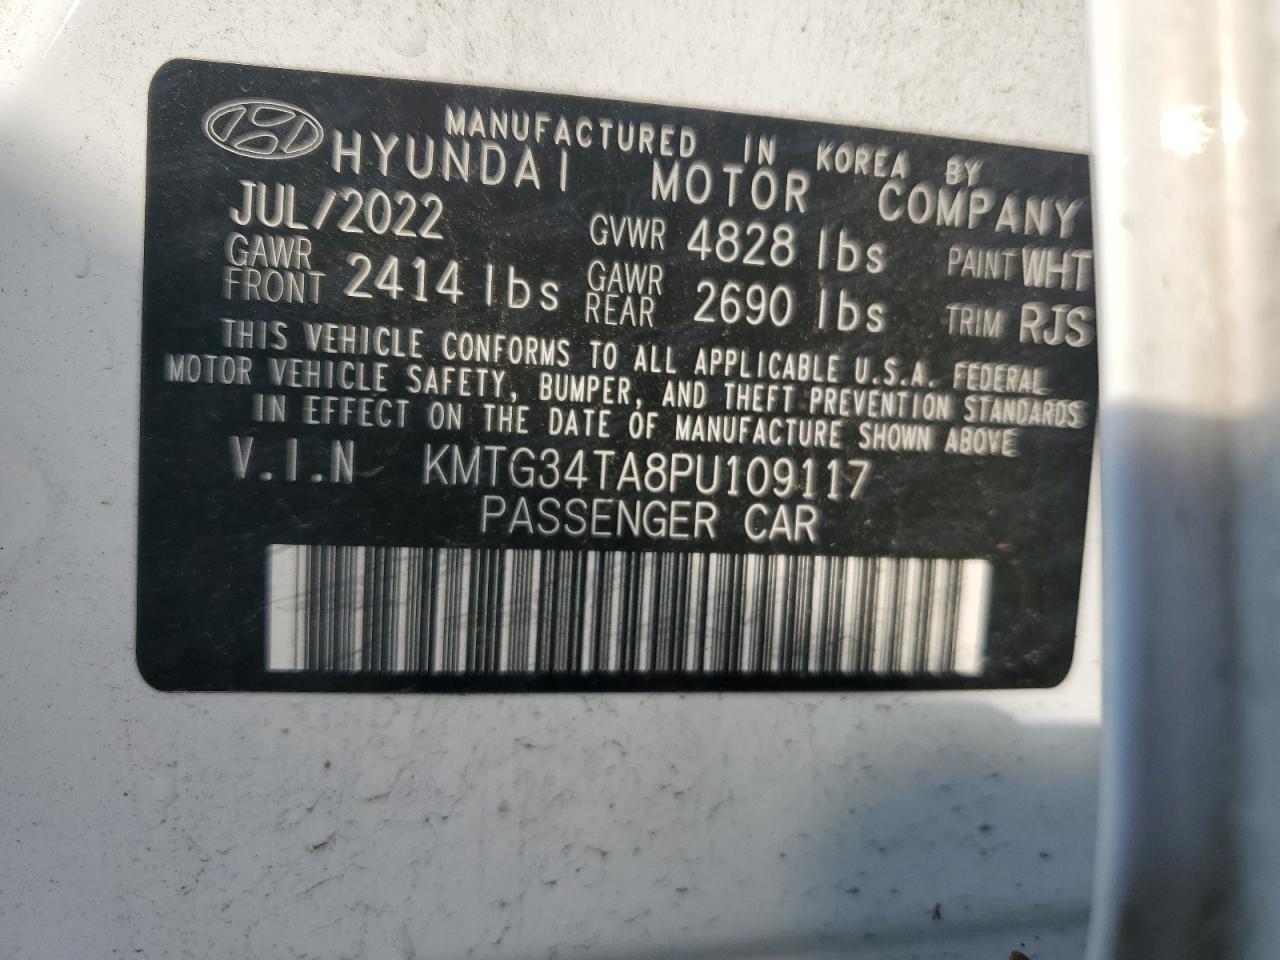 MANUFACTURED IN KOREA BY
HYUNDAI MOTOR COMPANY
JUL/2022 GVWR 4828 lbs PAINT WHT
GAWR FRONT 2414 lbs GAWR REAR 2690 lbs TRIM RJS
THIS VEHICLE CONFORMS TO ALL APPLICABLE U.S.A. FEDERAL
MOTOR VEHICLE SAFETY, BUMPER, AND THEFT PREVENTION STANDARDS
IN EFFECT ON THE DATE OF MANUFACTURE SHOWN ABOVE
V.I.N KMTG34TA8PU109117
PASSENGER CAR